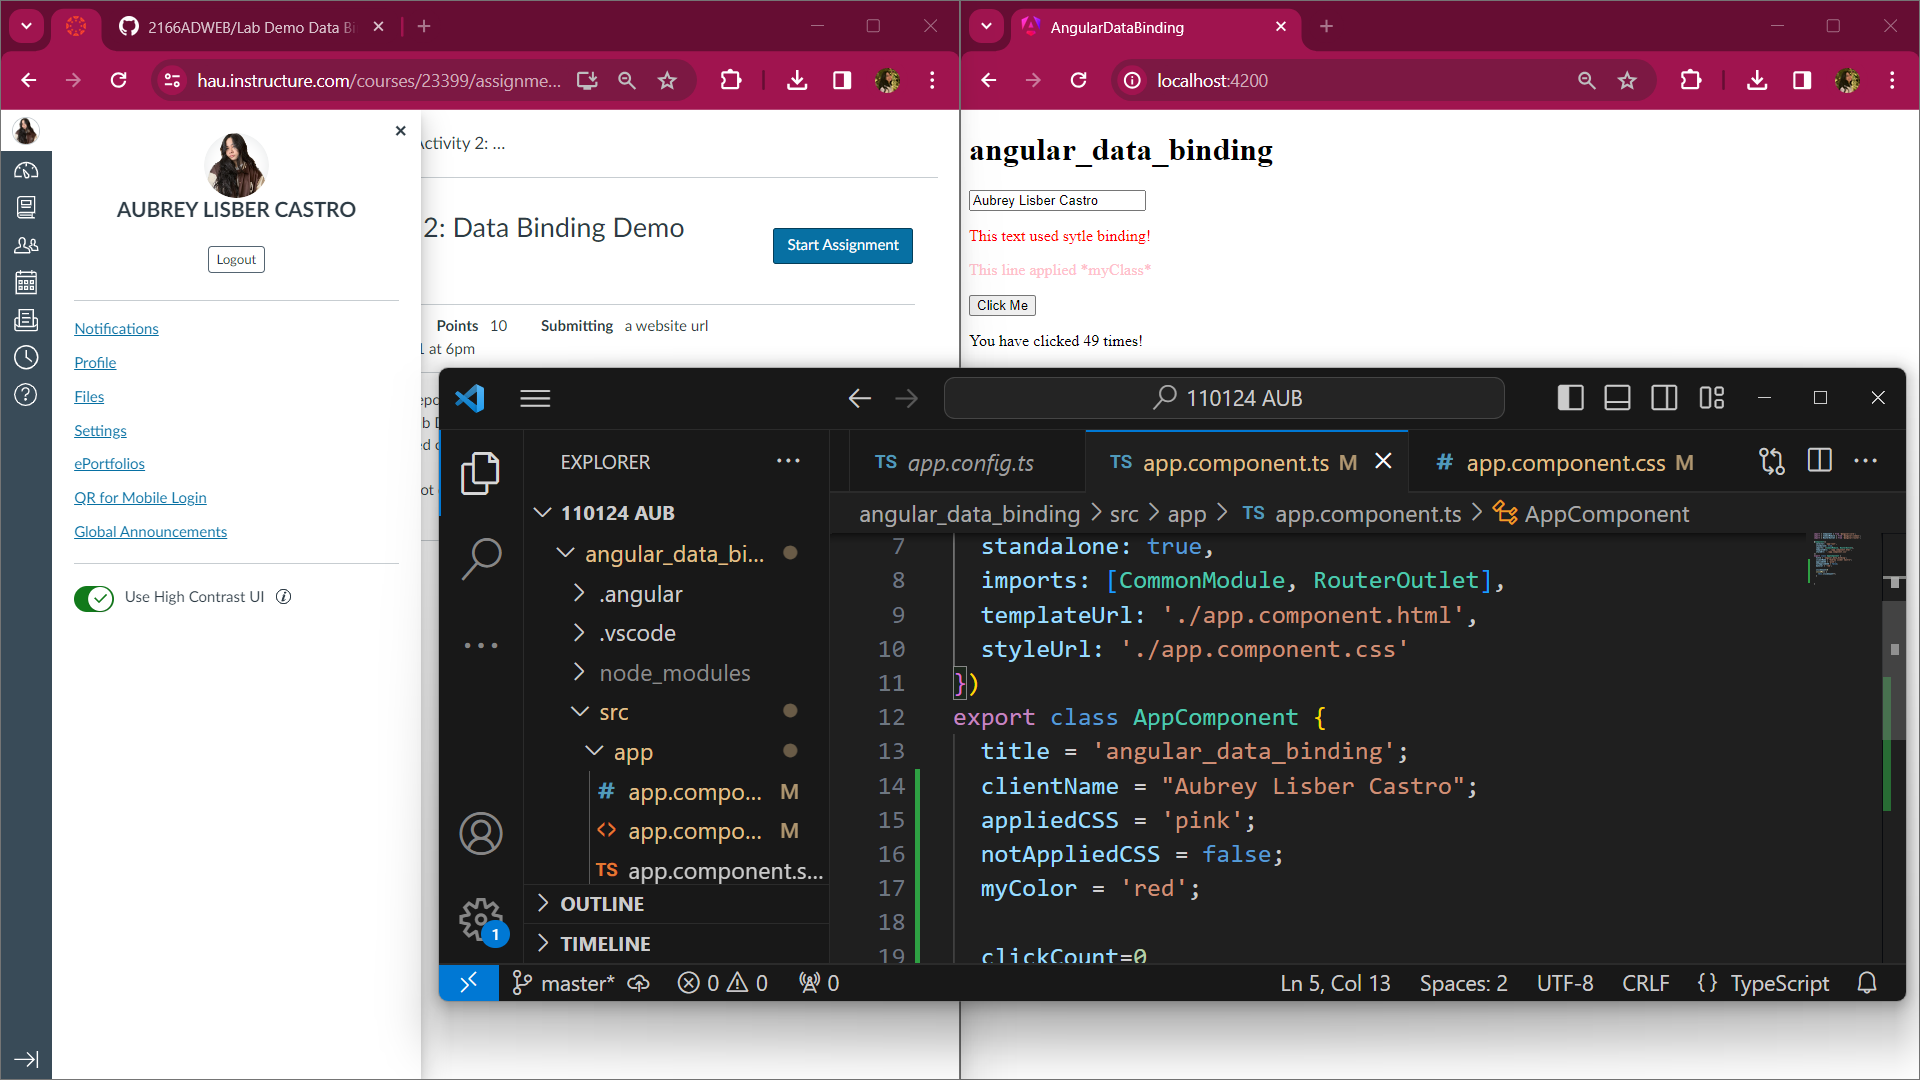 2166ADWEB/Lab Demo Data Bi
hau.instructure.com/courses/23399/assignme...
AngularDataBinding
localhost:4200
AUBREY LISBER CASTRO
Logout
Notifications
Profile
Files
Settings
ePortfolios
QR for Mobile Login
Global Announcements
Use High Contrast UI
Activity 2: ...
2: Data Binding Demo
Start Assignment
Points 10 Submitting a website url
1 at 6pm
angular_data_binding
Aubrey Lisber Castro
This text used sytle binding!
This line applied *myClass*
Click Me
You have clicked 49 times!
110124 AUB
EXPLORER
110124 AUB
angular_data_bi...
.angular
.vscode
node_modules
src
app
# app.compo... M
<> app.compo... M
TS app.component.s...
OUTLINE
TIMELINE
1
TS app.config.ts
TS app.component.ts M
# app.component.css M
angular_data_binding > src > app > TS app.component.ts > AppComponent
7 standalone: true,
8 imports: [CommonModule, RouterOutlet],
9 templateUrl: './app.component.html',
10 styleUrl: './app.component.css'
11 })
12 export class AppComponent {
13 title = 'angular_data_binding';
14 clientName = "Aubrey Lisber Castro";
15 appliedCSS = 'pink';
16 notAppliedCSS = false;
17 myColor = 'red';
18
19 clickCount=0
master* 0 0 0
Ln 5, Col 13 Spaces: 2 UTF-8 CRLF {} TypeScript